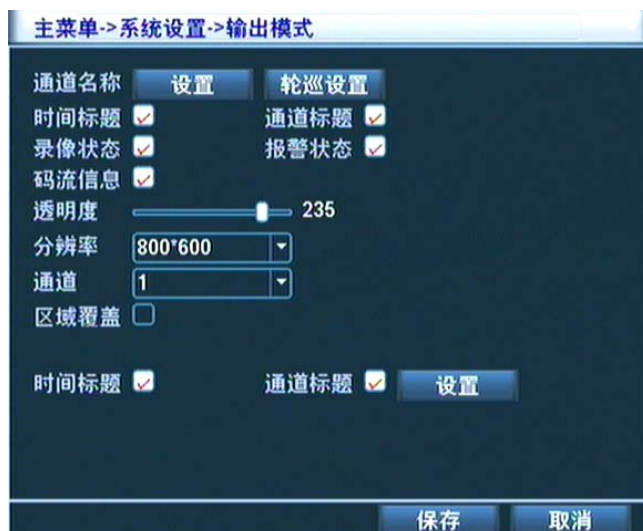 主菜单->系统设置->输出模式
通道名称 设置 轮巡设置
时间标题 通道标题
录像状态 报警状态
码流信息
透明度 235
分辨率 800*600
通道 1
区域覆盖
时间标题 通道标题 设置
保存 取消